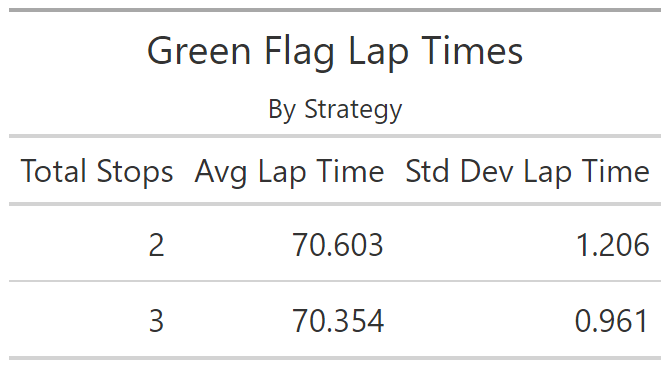 Green Flag Lap Times
By Strategy
Total Stops Avg Lap Time Std Dev Lap Time
2 70.603 1.206
3 70.354 0.961